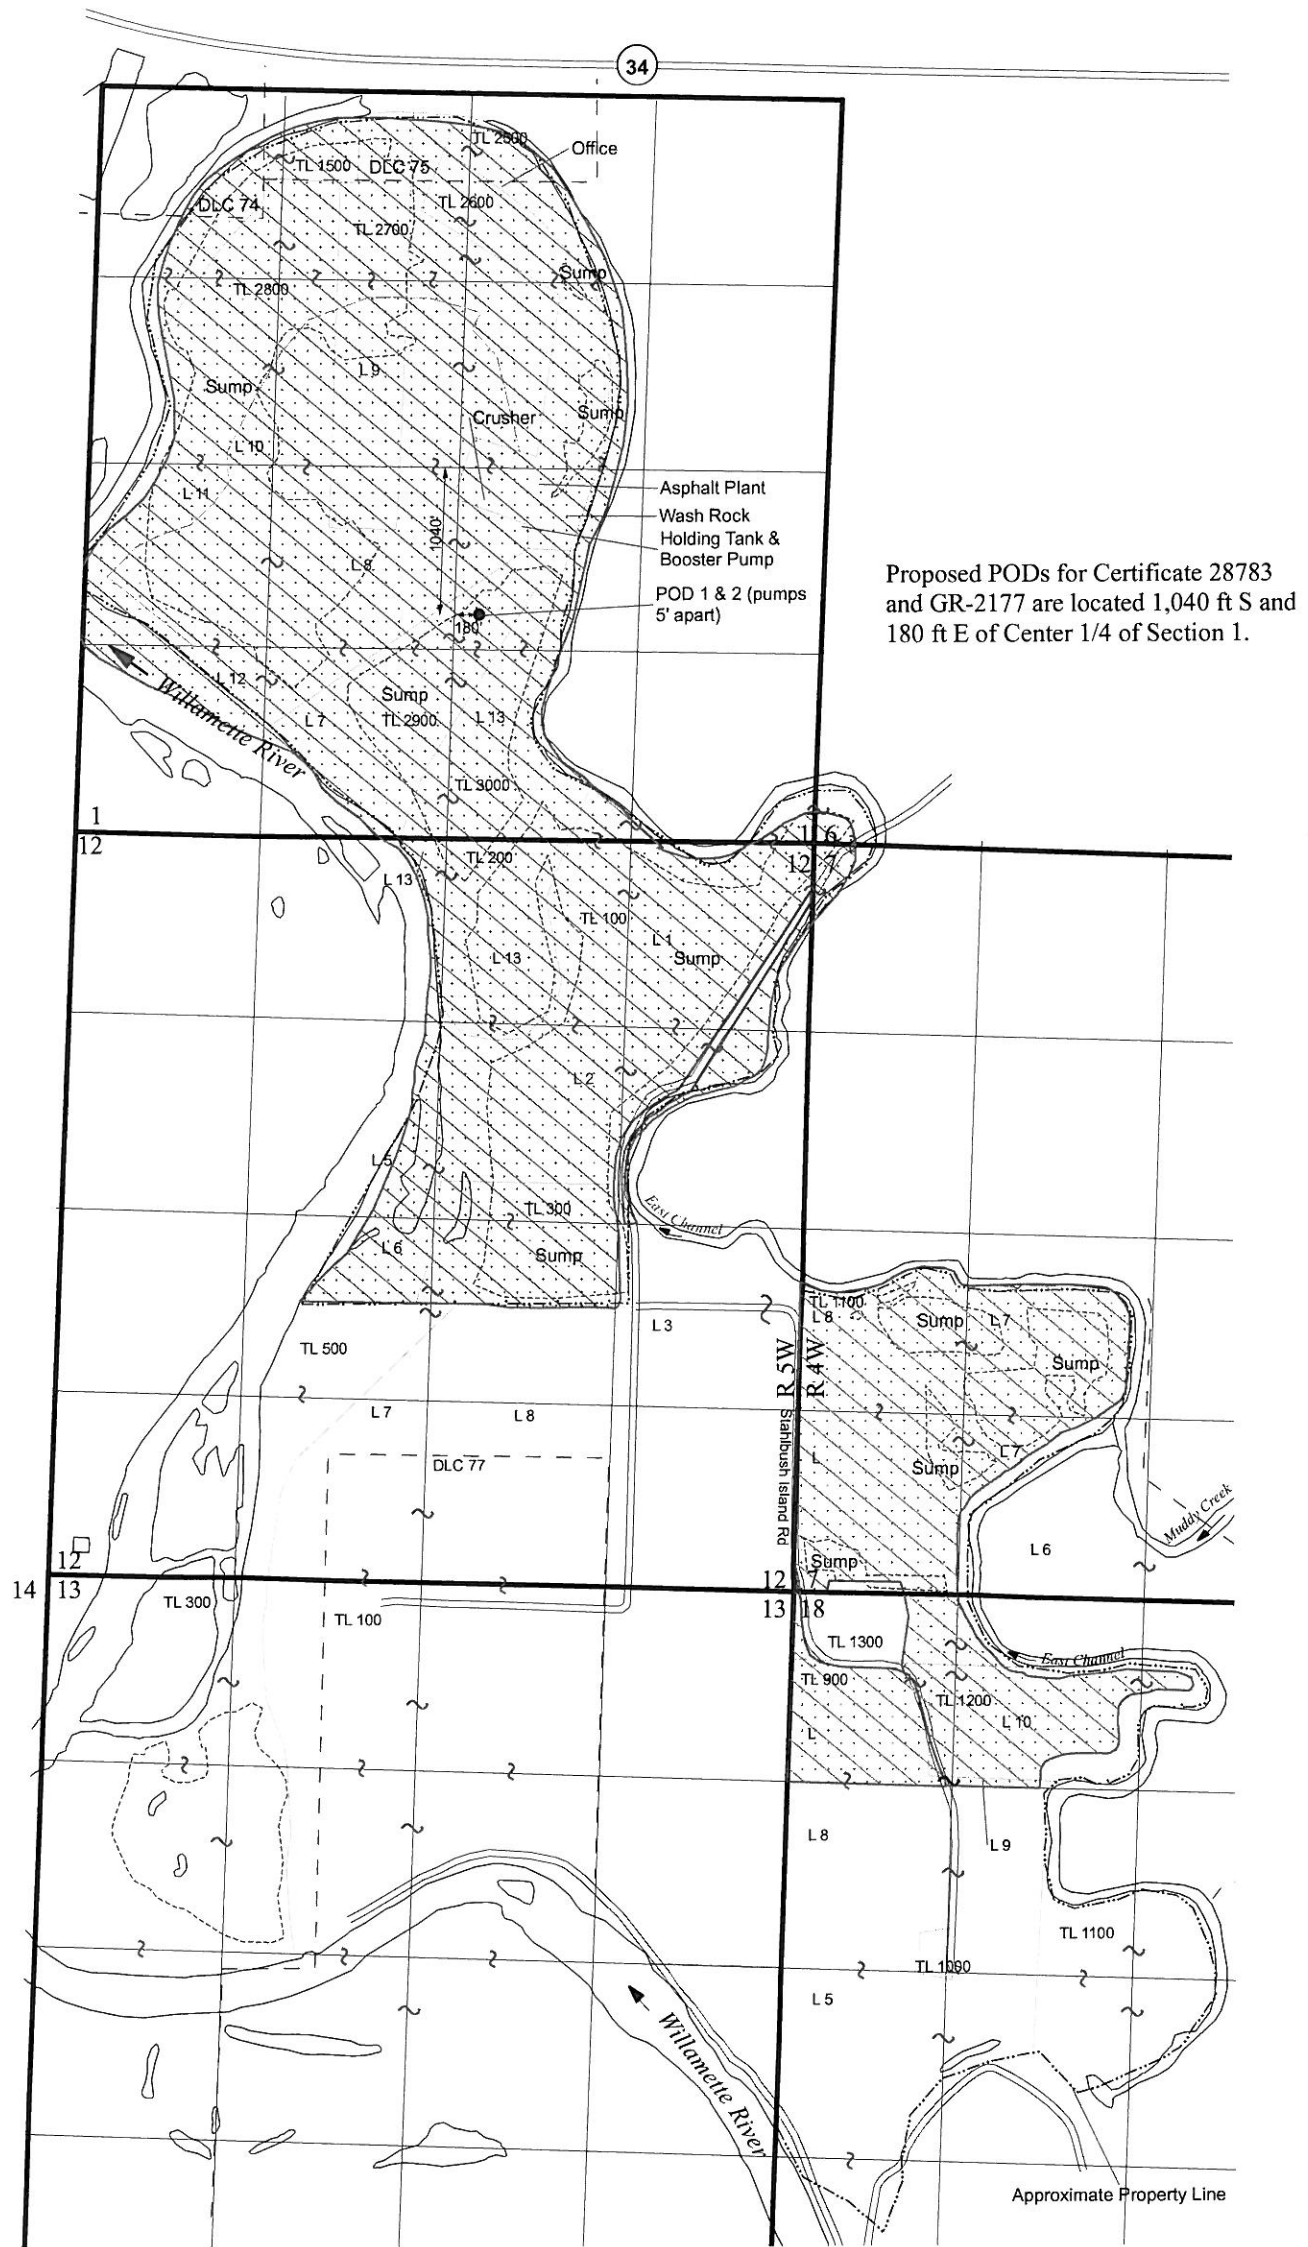 34
TL 2500
Office
TL 1500
DLC 75
DLC 74
TL 2600
TL 2700
Sump
TL 2800
L 9
Sump
Crusher
Sump
L 10
Asphalt Plant
L 11
Wash Rock
1040'
Holding Tank &
Booster Pump
L 8
Proposed PODs for Certificate 28783
and GR-2177 are located 1,040 ft S and
180 ft E of Center 1/4 of Section 1.
POD 1 & 2 (pumps
5' apart)
180'
L 12
Willamette River
Sump
L 7
TL 2900
L 13
TL 3000
1
12
1 6
12 7
TL 200
L 13
TL 100
L 1
L 13
Sump
L 2
L 5
TL 300
East Channel
L 6
Sump
TL 1100
L 8
L 3
Sump
L 7
TL 500
R 5W
R 4W
Sump
L 7
L 8
Stahlbush Island Rd
L 7
DLC 77
L
Sump
Muddy Creek
L 6
12
Sump
14
13
12 7
13 18
TL 300
TL 100
TL 1300
East Channel
TL 900
TL 1200
L 10
L
L 8
L 9
TL 1100
TL 1000
L 5
Willamette River
Approximate Property Line